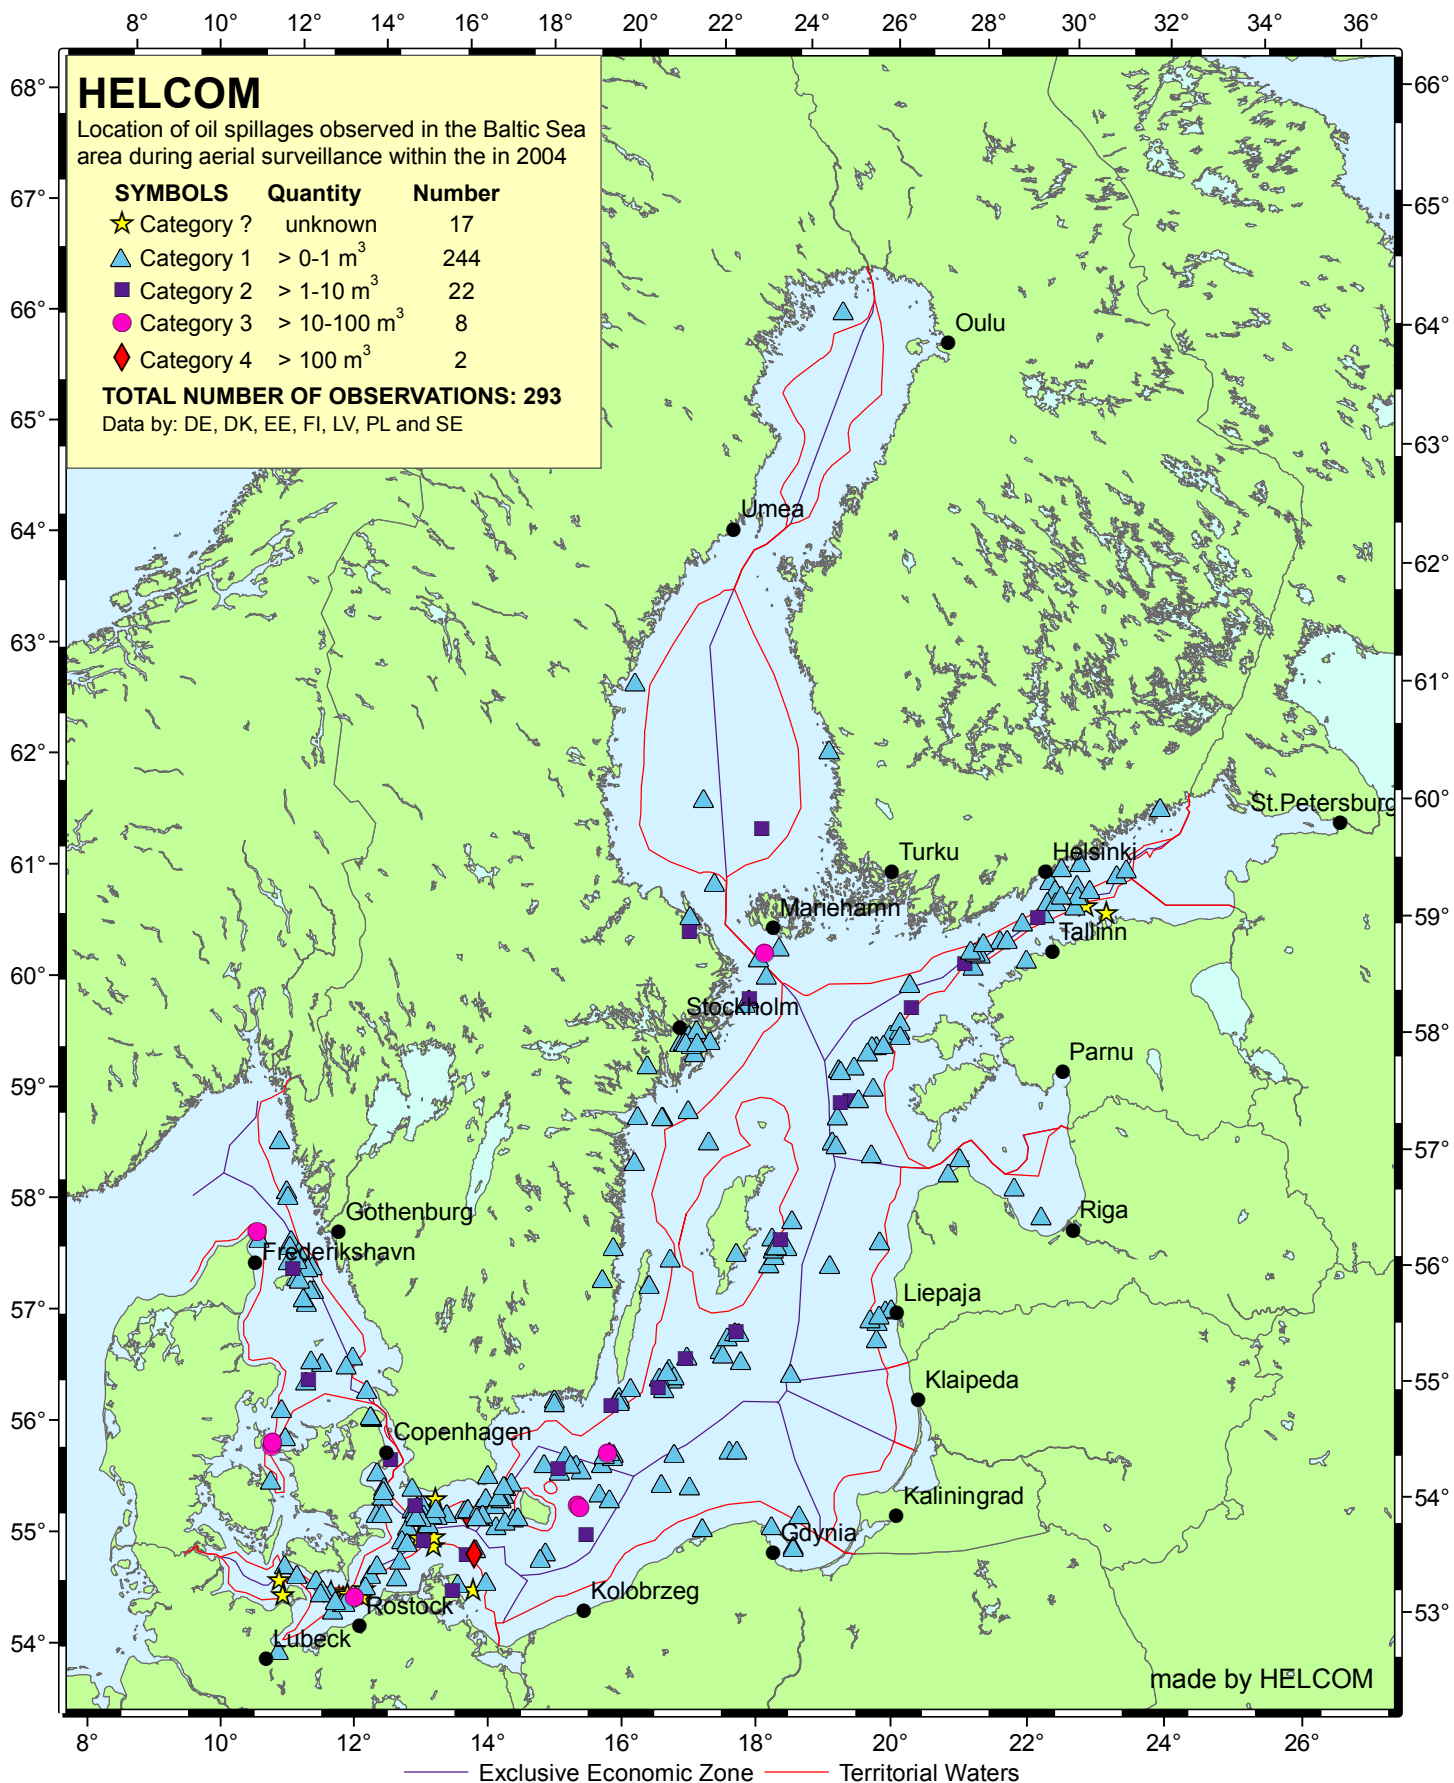 8° 10° 12° 14° 16° 18° 20° 22° 24° 26° 28° 30° 32° 34° 36°
HELCOM
Location of oil spillages observed in the Baltic Sea
area during aerial surveillance within the in 2004
SYMBOLS Quantity Number
Category ? unknown 17
Category 1 > 0-1 m³ 244
Category 2 > 1-10 m³ 22
Category 3 > 10-100 m³ 8
Category 4 > 100 m³ 2
TOTAL NUMBER OF OBSERVATIONS: 293
Data by: DE, DK, EE, FI, LV, PL and SE
68°
67°
66°
65°
64°
63°
62°
61°
60°
59°
58°
57°
56°
55°
54°
66°
65°
64°
63°
62°
61°
60°
59°
58°
57°
56°
55°
54°
53°
Oulu
Umea
St.Petersburg
Turku
Helsinki
Mariehamn
Tallinn
Stockholm
Parnu
Gothenburg
Riga
Frederikshavn
Liepaja
Klaipeda
Copenhagen
Kaliningrad
Gdynia
Kolobrzeg
Rostock
Lubeck
made by HELCOM
8° 10° 12° 14° 16° 18° 20° 22° 24° 26°
Exclusive Economic Zone Territorial Waters